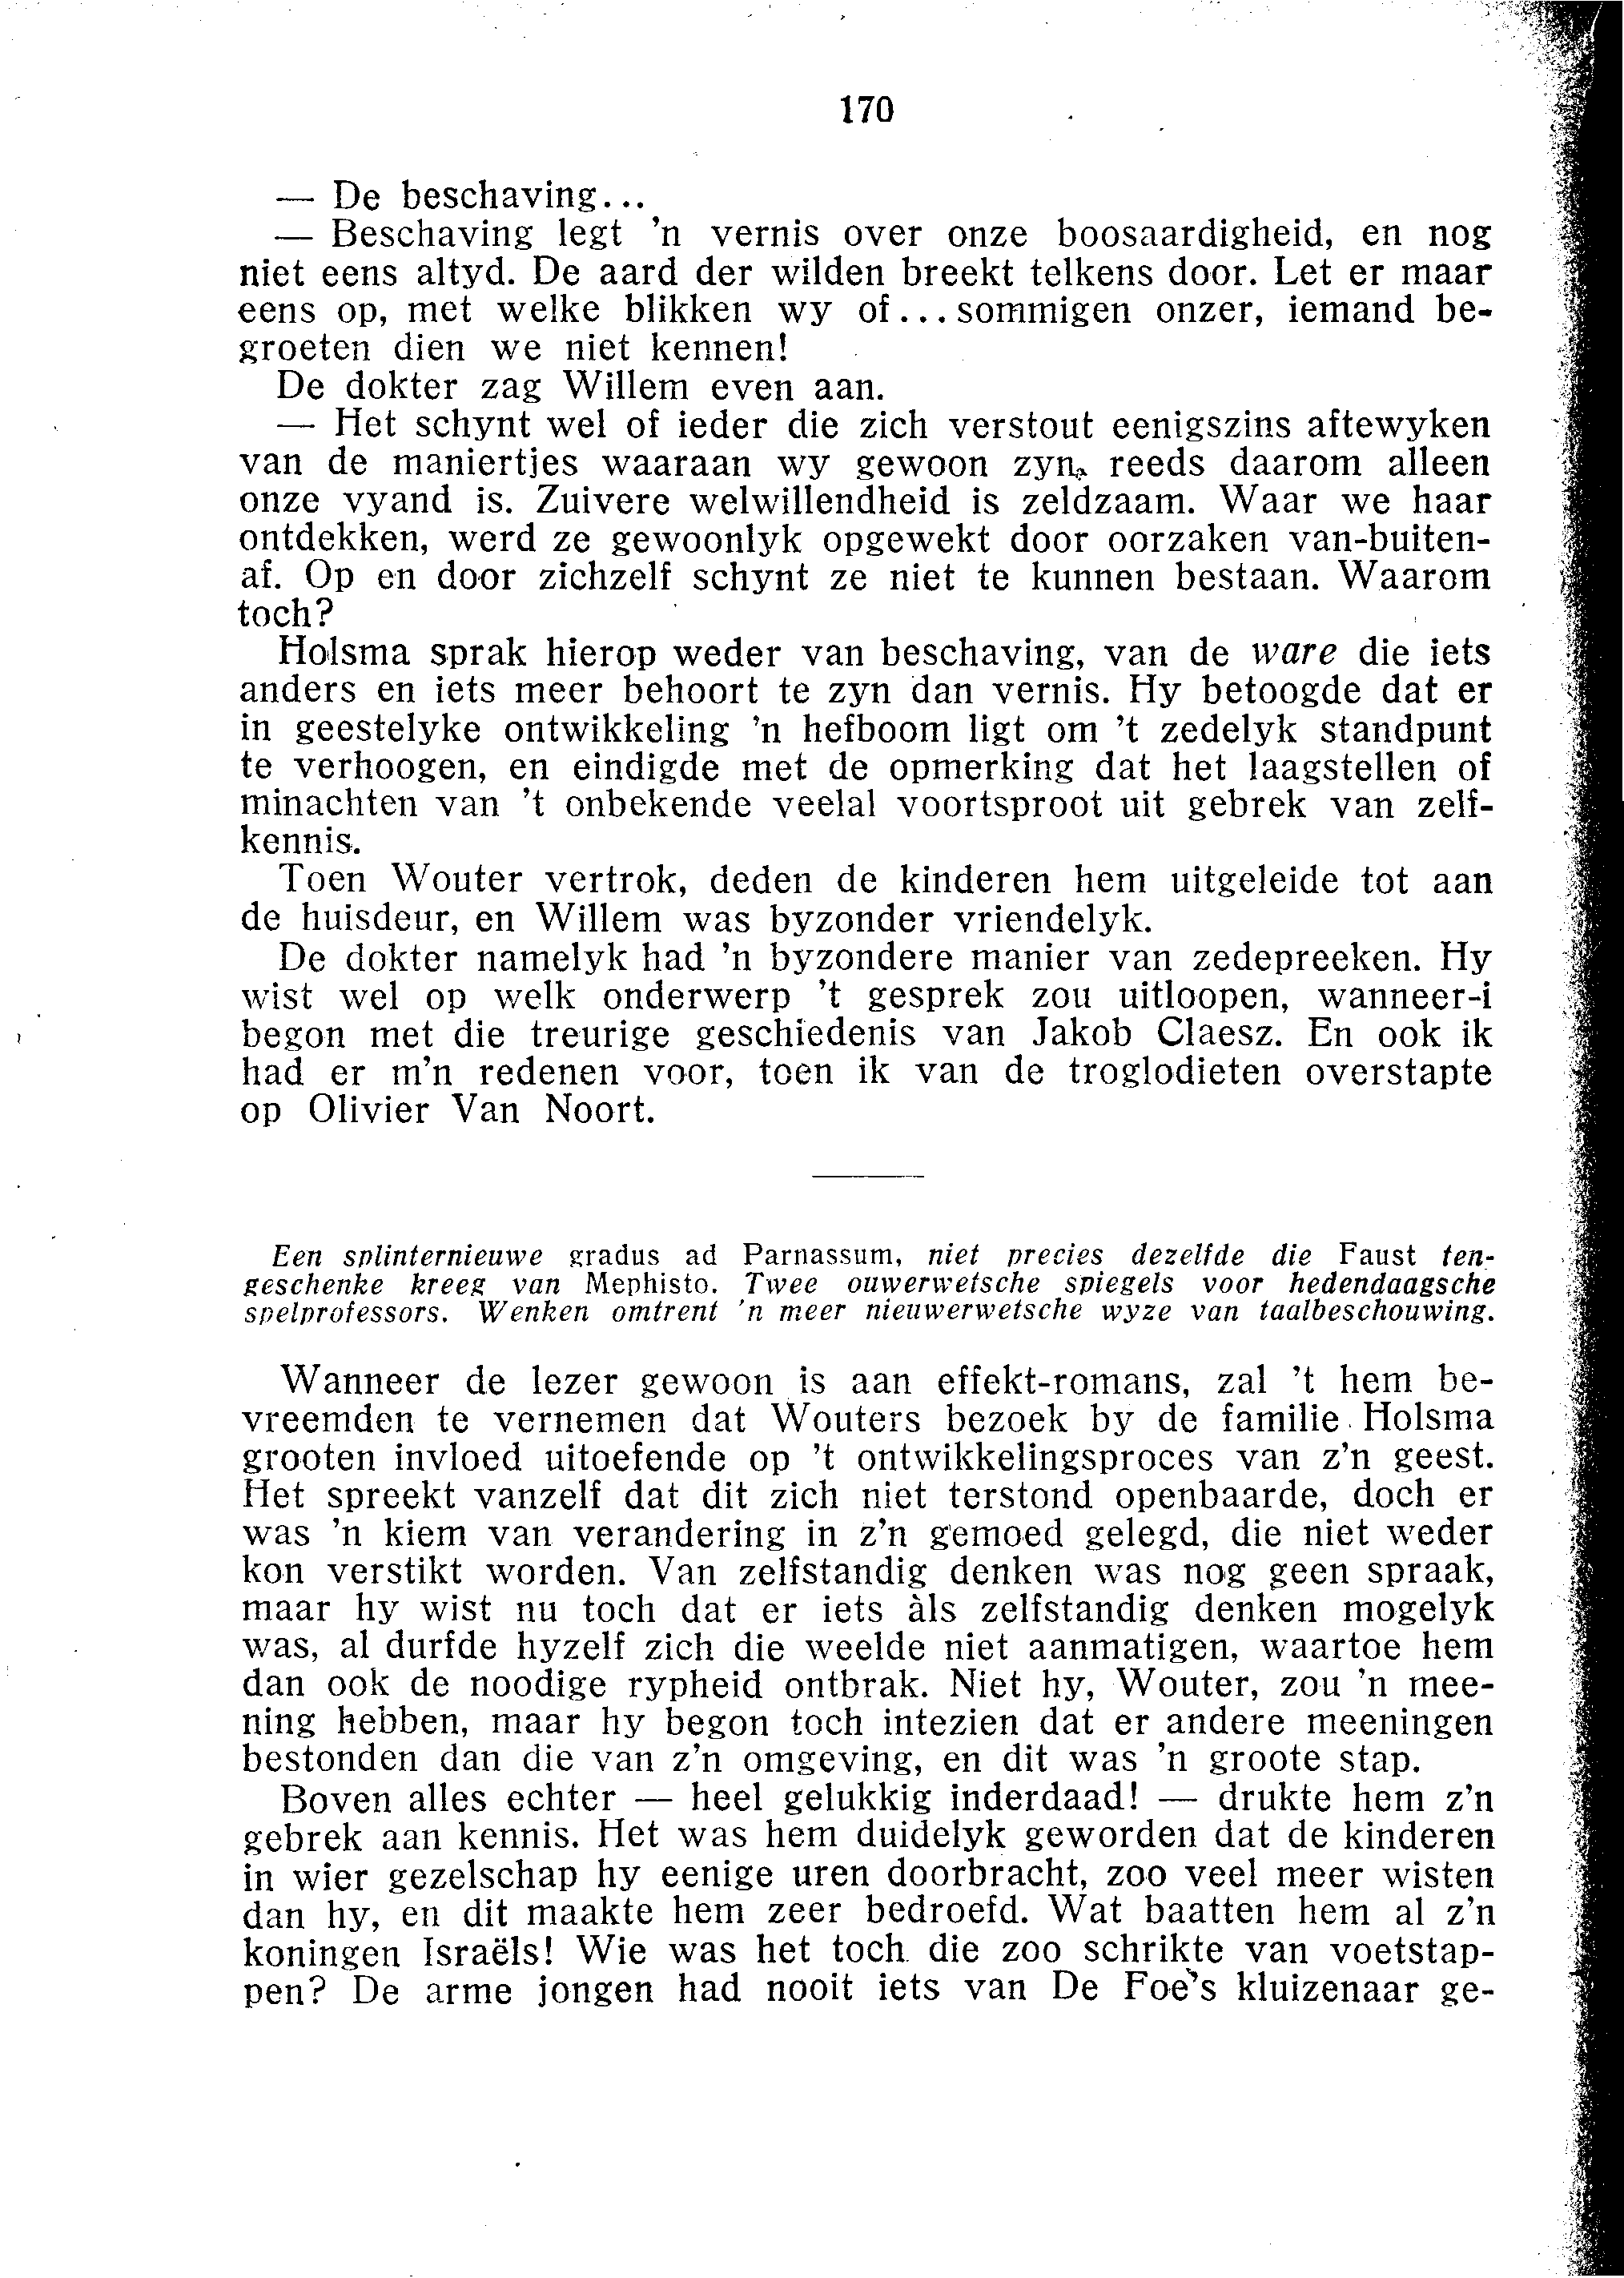 170
— De beschaving...
— Beschaving legt 'n vernis over onze boosaardigheid, en nog
niet eens altyd. De aard der wilden breekt telkens door. Let er maar
eens op, met welke blikken wy of... sommigen onzer, iemand be-
groeten dien we niet kennen!
De dokter zag Willem even aan.
— Het schynt wel of ieder die zich verstout eenigszins aftewyken
van de maniertjes waaraan wy gewoon zyn, reeds daarom alleen
onze vyand is. Zuivere welwillendheid is zeldzaam. Waar we haar
ontdekken, werd ze gewoonlyk opgewekt door oorzaken van-buiten-
af. Op en door zichzelf schynt ze niet te kunnen bestaan. Waarom
toch?
Holsma sprak hierop weder van beschaving, van de ware die iets
anders en iets meer behoort te zyn dan vernis. Hy betoogde dat er
in geestelyke ontwikkeling 'n hefboom ligt om 't zedelyk standpunt
te verhoogen, en eindigde met de opmerking dat het laagstellen of
minachten van 't onbekende veelal voortsproot uit gebrek van zelf-
kennis.
Toen Wouter vertrok, deden de kinderen hem uitgeleide tot aan
de huisdeur, en Willem was byzonder vriendelyk.
De dokter namelyk had 'n byzondere manier van zedepreeken. Hy
wist wel op welk onderwerp 't gesprek zou uitloopen, wanneer-i
begon met die treurige geschiedenis van Jakob Claesz. En ook ik
had er m'n redenen voor, toen ik van de troglodieten overstapte
op Olivier Van Noort.
Een splinternieuwe gradus ad Parnassum, niet precies dezelfde die Faust ten-
geschenke kreeg van Mephisto. Twee ouwerwetsche spiegels voor hedendaagsche
spelprofessors. Wenken omtrent 'n meer nieuwerwetsche wyze van taalbeschouwing.
Wanneer de lezer gewoon is aan effekt-romans, zal 't hem be-
vreemden te vernemen dat Wouters bezoek by de familie Holsma
grooten invloed uitoefende op 't ontwikkelingsproces van z'n geest.
Het spreekt vanzelf dat dit zich niet terstond openbaarde, doch er
was 'n kiem van verandering in z'n gemoed gelegd, die niet weder
kon verstikt worden. Van zelfstandig denken was nog geen spraak,
maar hy wist nu toch dat er iets àls zelfstandig denken mogelyk
was, al durfde hyzelf zich die weelde niet aanmatigen, waartoe hem
dan ook de noodige rypheid ontbrak. Niet hy, Wouter, zou 'n mee-
ning hebben, maar hy begon toch intezien dat er andere meeningen
bestonden dan die van z'n omgeving, en dit was 'n groote stap.
Boven alles echter — heel gelukkig inderdaad! — drukte hem z'n
gebrek aan kennis. Het was hem duidelyk geworden dat de kinderen
in wier gezelschap hy eenige uren doorbracht, zoo veel meer wisten
dan hy, en dit maakte hem zeer bedroefd. Wat baatten hem al z'n
koningen Israëls! Wie was het toch die zoo schrikte van voetstap-
pen? De arme jongen had nooit iets van De Foe's kluizenaar ge-